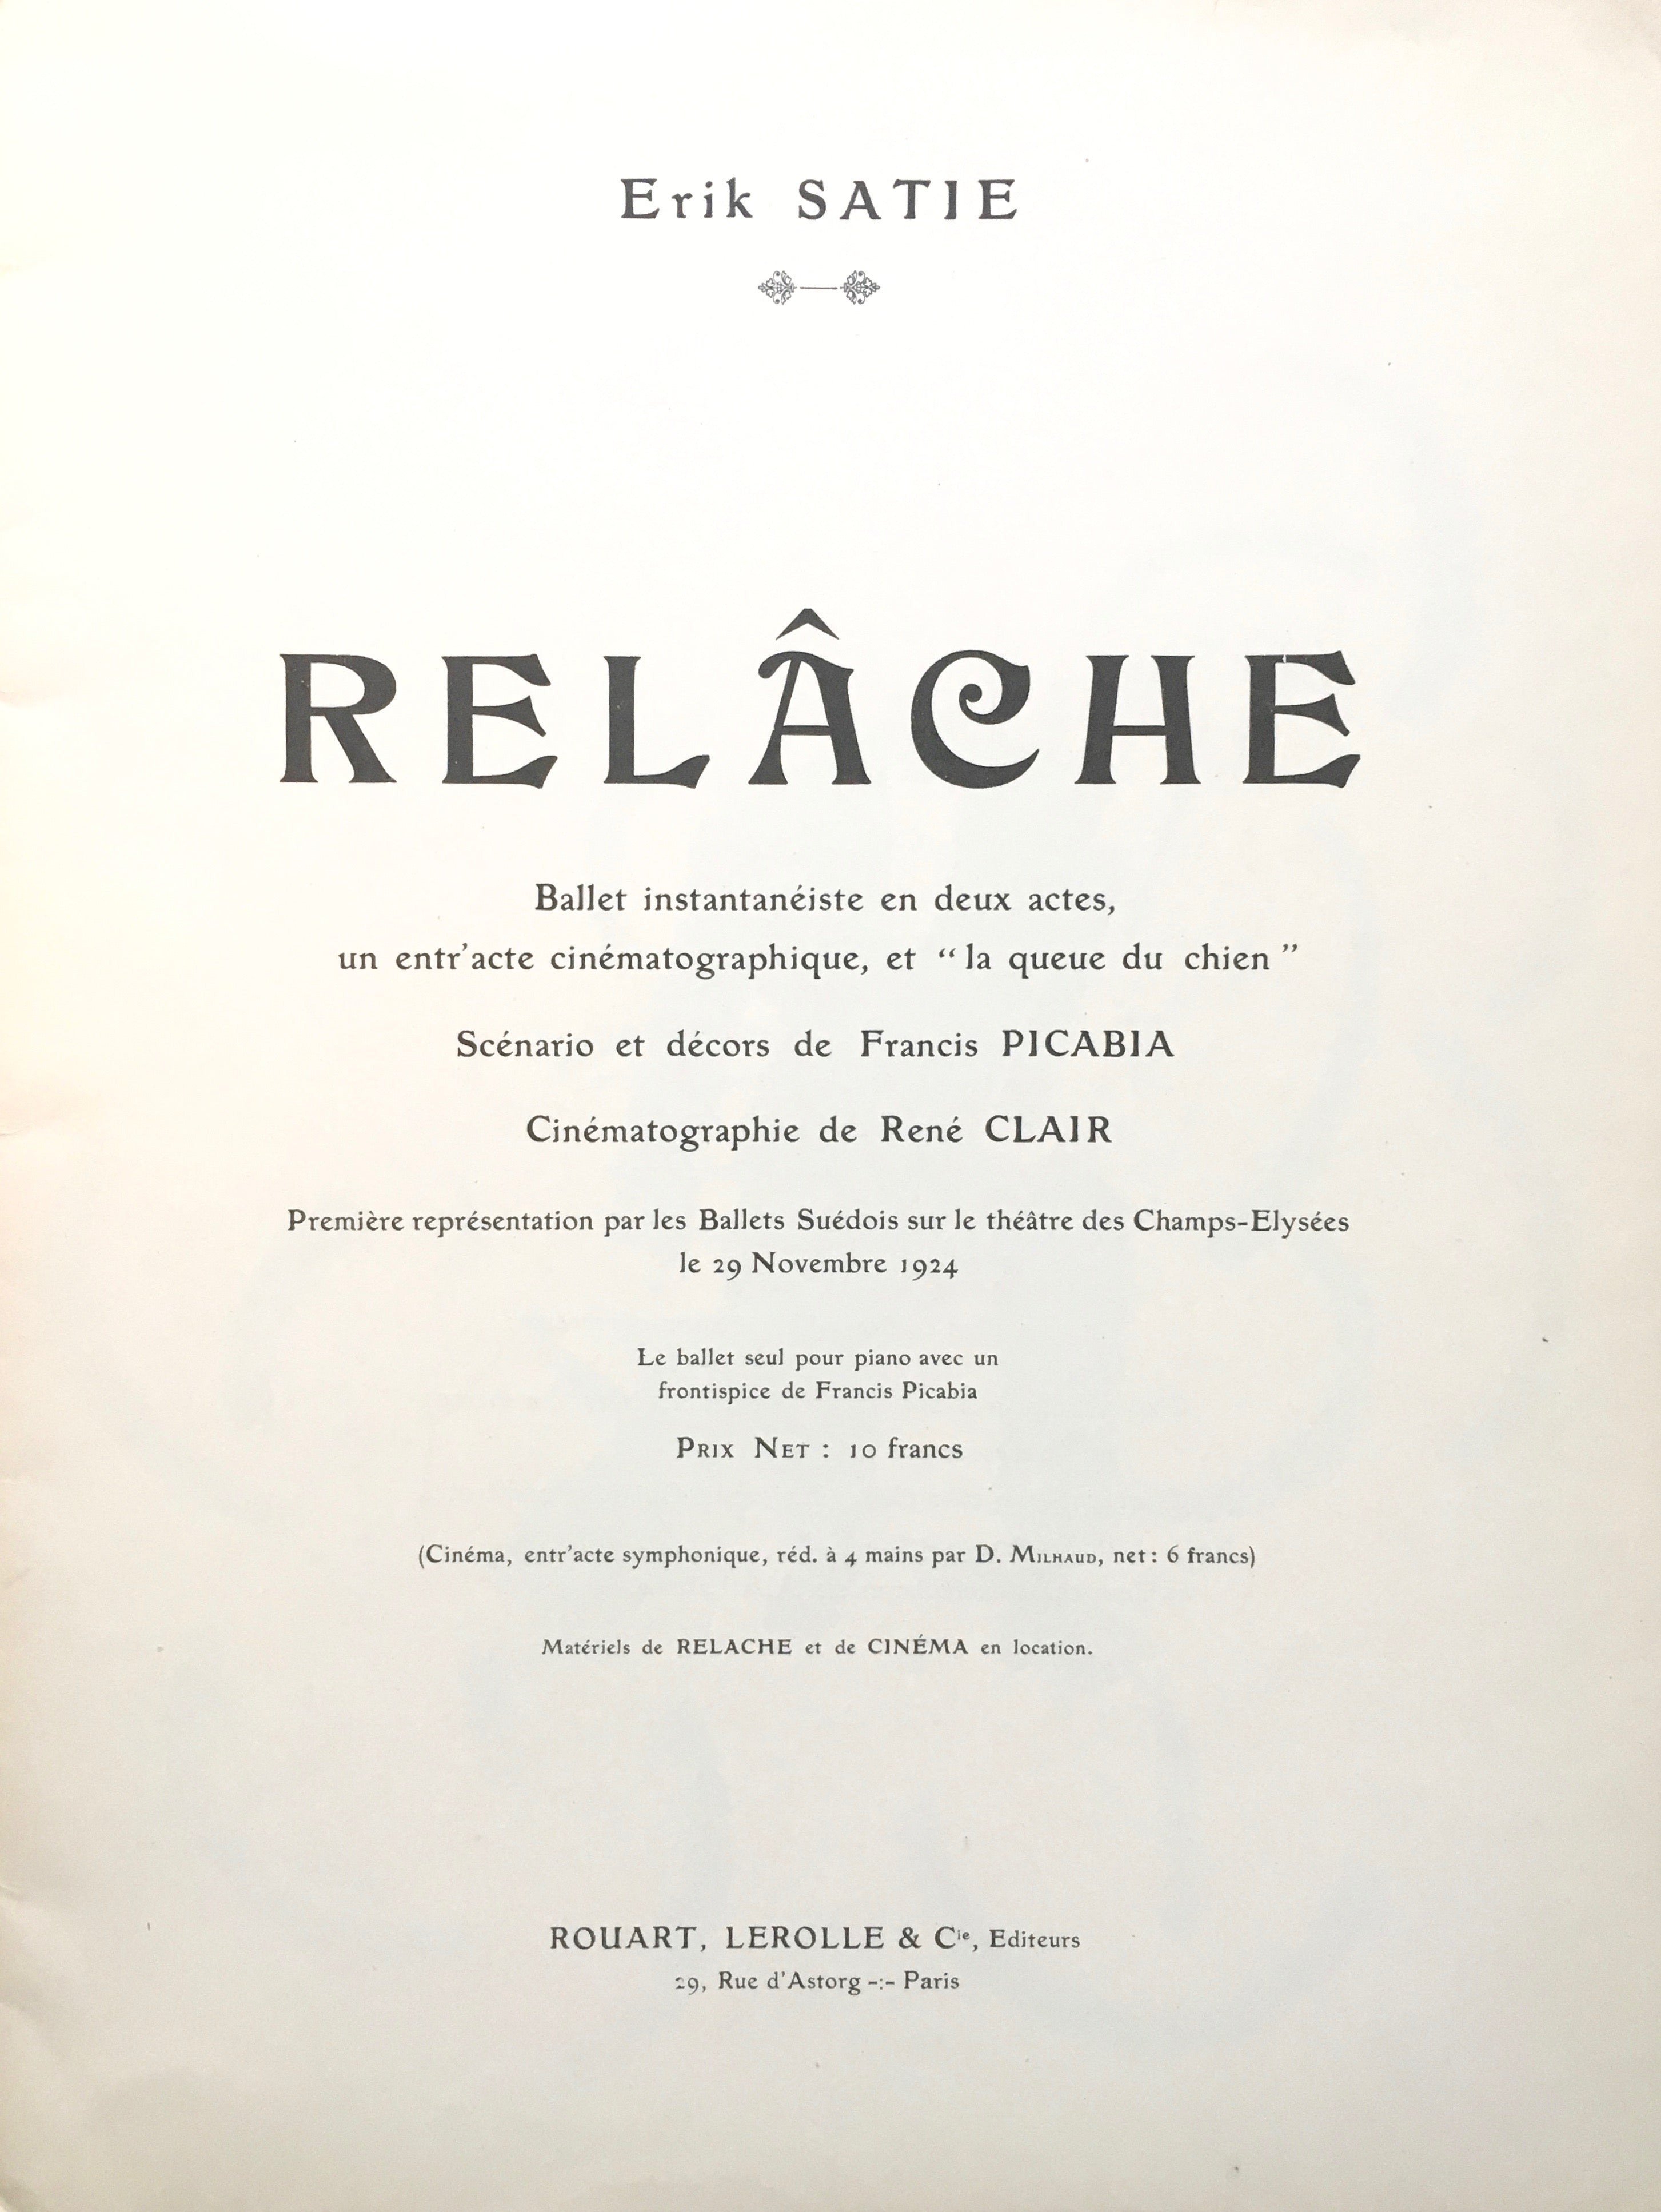 Erik SATIE
RELÂCHE
Ballet instantanéiste en deux actes,
un entr'acte cinématographique, et “ la queue du chien ”
Scénario et décors de Francis PICABIA
Cinématographie de René CLAIR
Première représentation par les Ballets Suédois sur le théâtre des Champs-Elysées
le 29 Novembre 1924
Le ballet seul pour piano avec un
frontispice de Francis Picabia
PRIX NET : 10 francs
(Cinéma, entr'acte symphonique, réd. à 4 mains par D. MILHAUD, net : 6 francs)
Matériels de RELACHE et de CINÉMA en location.
ROUART, LEROLLE & Cie, Editeurs
29, Rue d'Astorg -:- Paris